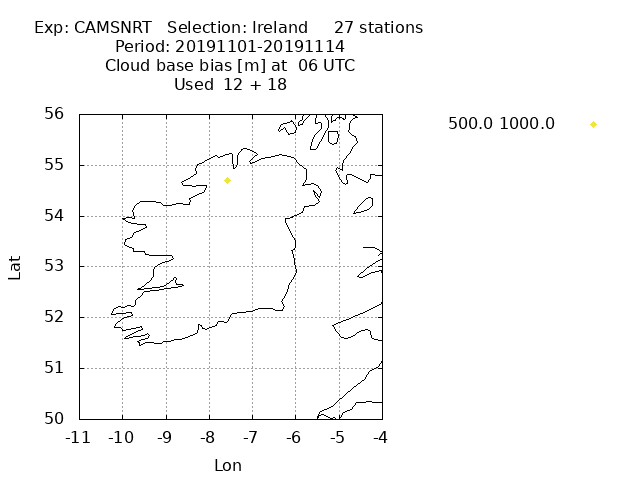 Exp: CAMSNRT Selection: Ireland 27 stations
Period: 20191101-20191114
Cloud base bias [m] at 06 UTC
Used 12 + 18
500.0 1000.0
56
55
54
53
52
51
50
Lat
-11 -10 -9 -8 -7 -6 -5 -4
Lon